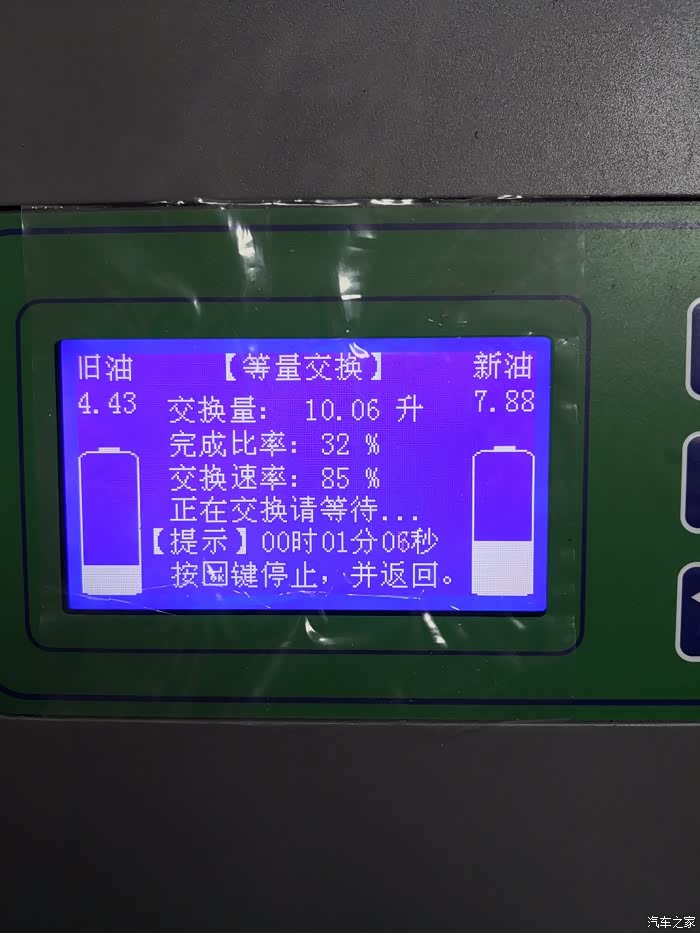 旧油 【等量交换】 新油
4.43 交换量： 10.06 升 7.88
完成比率： 32 %
交换速率： 85 %
正在交换请等待...
【提示】00时01分06秒
按键停止，并返回。
汽车之家